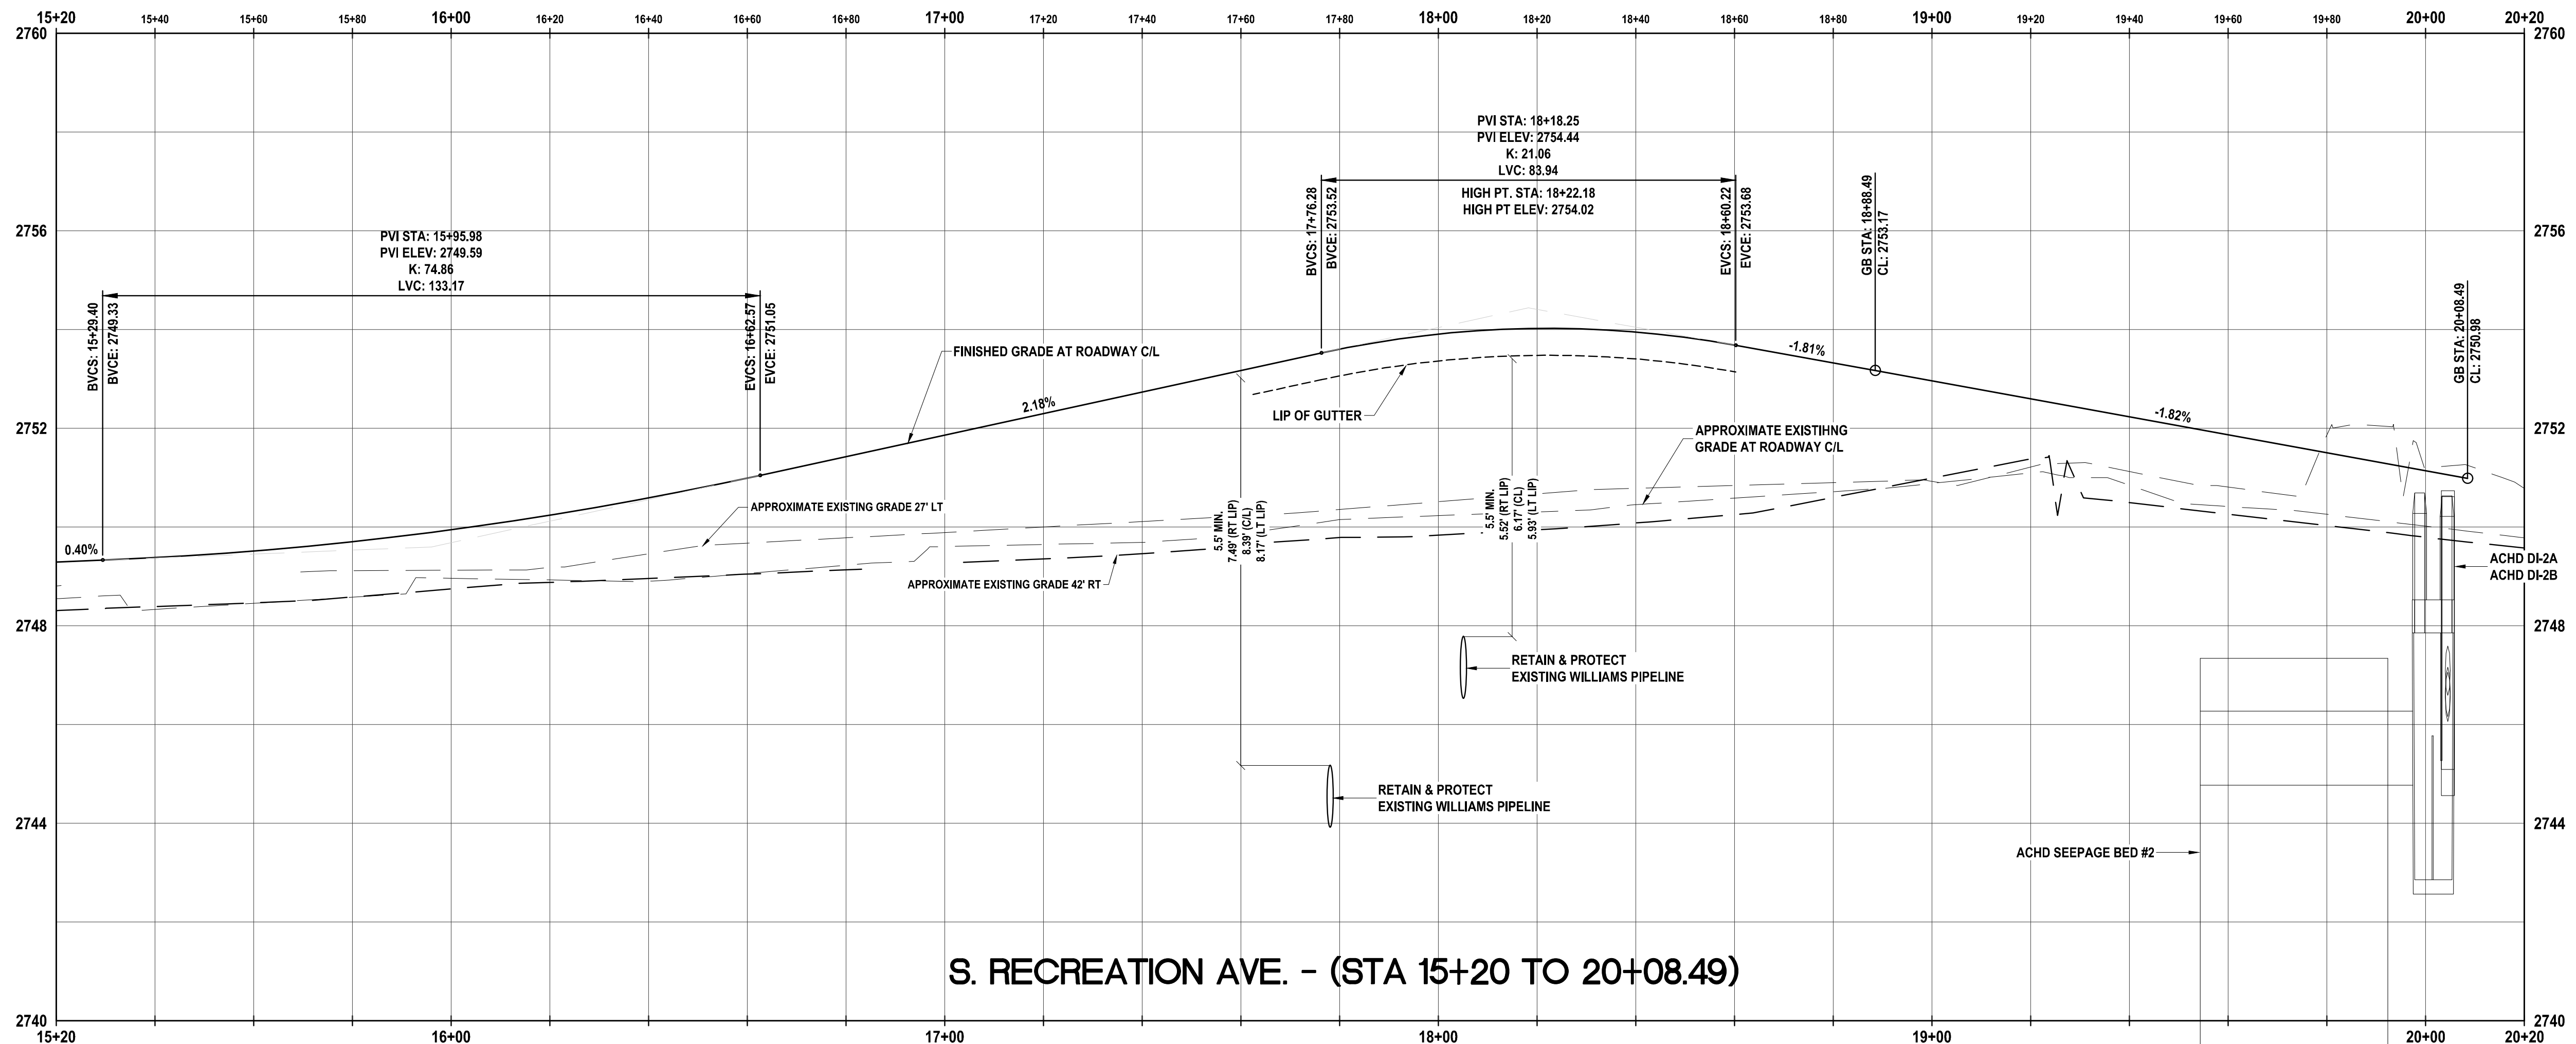 15+20 15+40 15+60 15+80 16+00 16+20 16+40 16+60 16+80 17+00 17+20 17+40 17+60 17+80 18+00 18+20 18+40 18+60 18+80 19+00 19+20 19+40 19+60 19+80 20+00 20+20
2760
2760
PVI STA: 18+18.25
PVI ELEV: 2754.44
K: 21.06
LVC: 83.94
HIGH PT. STA: 18+22.18
HIGH PT ELEV: 2754.02
BVCS: 17+76.28
BVCE: 2753.52
EVCS: 18+60.22
EVCE: 2753.68
GB STA: 18+88.49
CL: 2753.17
2756
2756
PVI STA: 15+95.98
PVI ELEV: 2749.59
K: 74.86
LVC: 133.17
BVCS: 15+29.40
BVCE: 2749.33
EVCS: 16+62.57
EVCE: 2751.05
GB STA: 20+08.49
CL: 2750.98
FINISHED GRADE AT ROADWAY C/L
-1.81%
2.18%
LIP OF GUTTER
-1.82%
2752
2752
APPROXIMATE EXISTIHNG
GRADE AT ROADWAY C/L
APPROXIMATE EXISTING GRADE 27' LT
5.5' MIN.
7.49' (RT LIP)
8.39' (C/L)
8.17' (LT LIP)
5.5' MIN.
5.52' (RT LIP)
6.17' (CL)
5.93' (LT LIP)
0.40%
APPROXIMATE EXISTING GRADE 42' RT
ACHD DI-2A
ACHD DI-2B
2748
2748
RETAIN & PROTECT
EXISTING WILLIAMS PIPELINE
RETAIN & PROTECT
EXISTING WILLIAMS PIPELINE
2744
2744
ACHD SEEPAGE BED #2
S. RECREATION AVE. - (STA 15+20 TO 20+08.49)
2740
2740
15+20 16+00 17+00 18+00 19+00 20+00 20+20